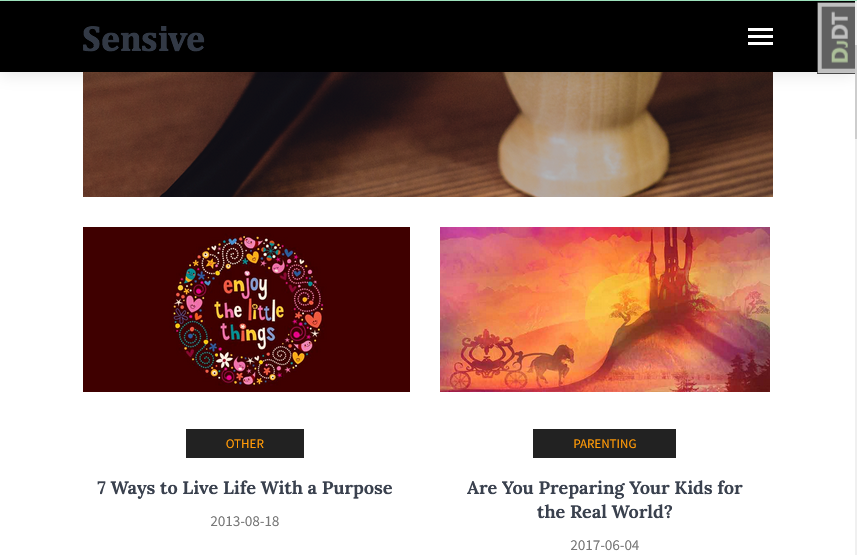 Sensive
DJDT
enjoy
the little
things
OTHER
PARENTING
7 Ways to Live Life With a Purpose
Are You Preparing Your Kids for
the Real World?
2013-08-18
2017-06-04